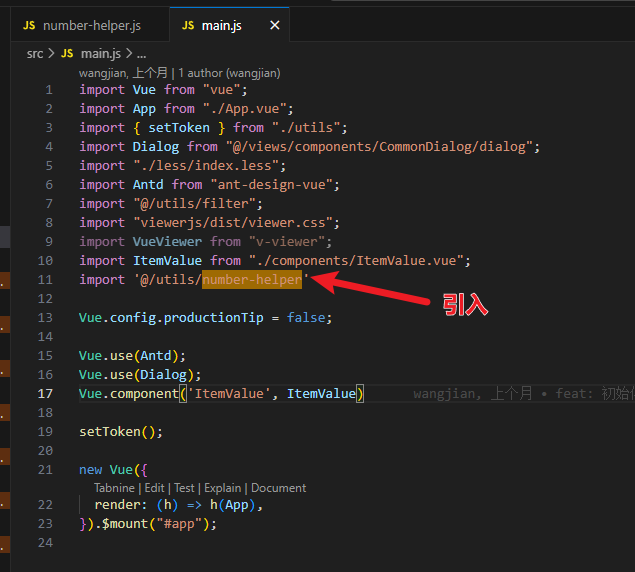 JS number-helper.js JS main.js ×
src > JS main.js > ...
wangjian, 上个月 | 1 author (wangjian)
1 import Vue from "vue";
2 import App from "./App.vue";
3 import { setToken } from "./utils";
4 import Dialog from "@/views/components/CommonDialog/dialog";
5 import "./less/index.less";
6 import Antd from "ant-design-vue";
7 import "@/utils/filter";
8 import "viewerjs/dist/viewer.css";
9 import VueViewer from "v-viewer";
10 import ItemValue from "./components/ItemValue.vue";
11 import '@/utils/number-helper'
引入
12
13 Vue.config.productionTip = false;
14
15 Vue.use(Antd);
16 Vue.use(Dialog);
17 Vue.component('ItemValue', ItemValue) wangjian, 上个月 • feat: 初始
18
19 setToken();
20
21 new Vue({
Tabnine | Edit | Test | Explain | Document
22 render: (h) => h(App),
23 }).$mount("#app");
24